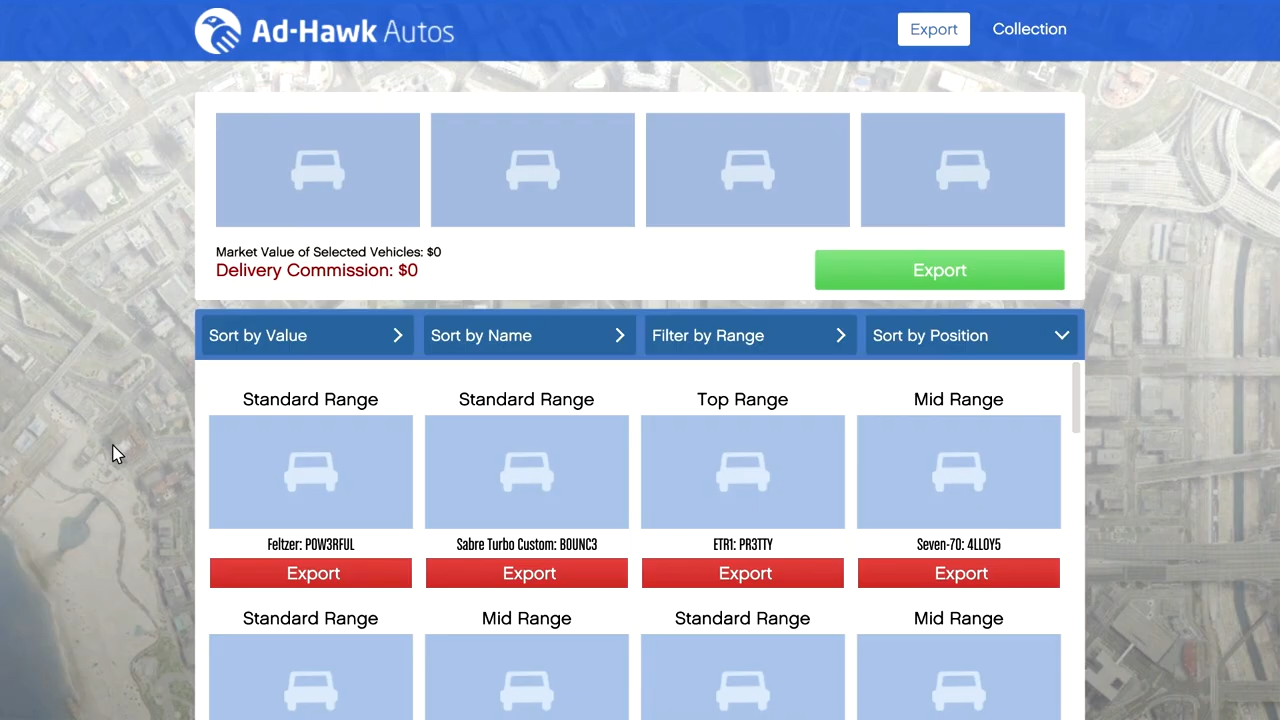 Ad-Hawk Autos
Export
Collection
Market Value of Selected Vehicles: $0
Delivery Commission: $0
Export
Sort by Value
Sort by Name
Filter by Range
Sort by Position
Standard Range
Standard Range
Top Range
Mid Range
Feltzer: P0W3RFUL
Sabre Turbo Custom: B0UNC3
ETR1: PR3TTY
Seven-70: 4LLOY5
Export
Export
Export
Export
Standard Range
Mid Range
Standard Range
Mid Range